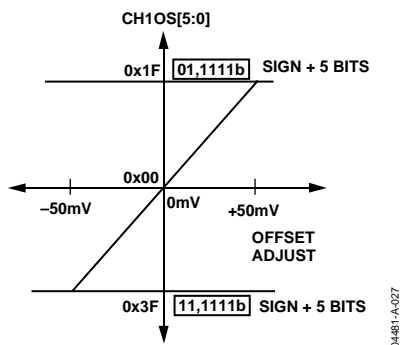 CH1OS[5:0]
0x1F 01,1111b SIGN + 5 BITS
0x00
–50mV 0mV +50mV
OFFSET
ADJUST
0x3F 11,1111b SIGN + 5 BITS
04481-A-027